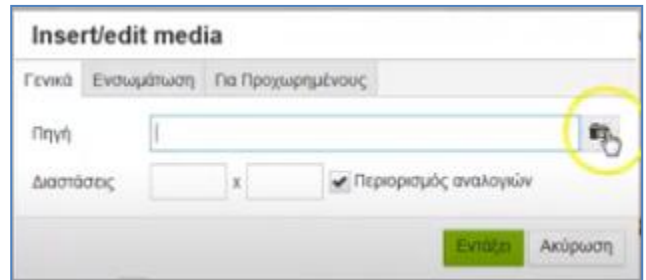 Insert/edit media
Γενικά Ενσωμάτωση Για Προχωρημένους
Πηγή
Διαστάσεις x Περιορισμός αναλογιών
Εντάξει Ακύρωση